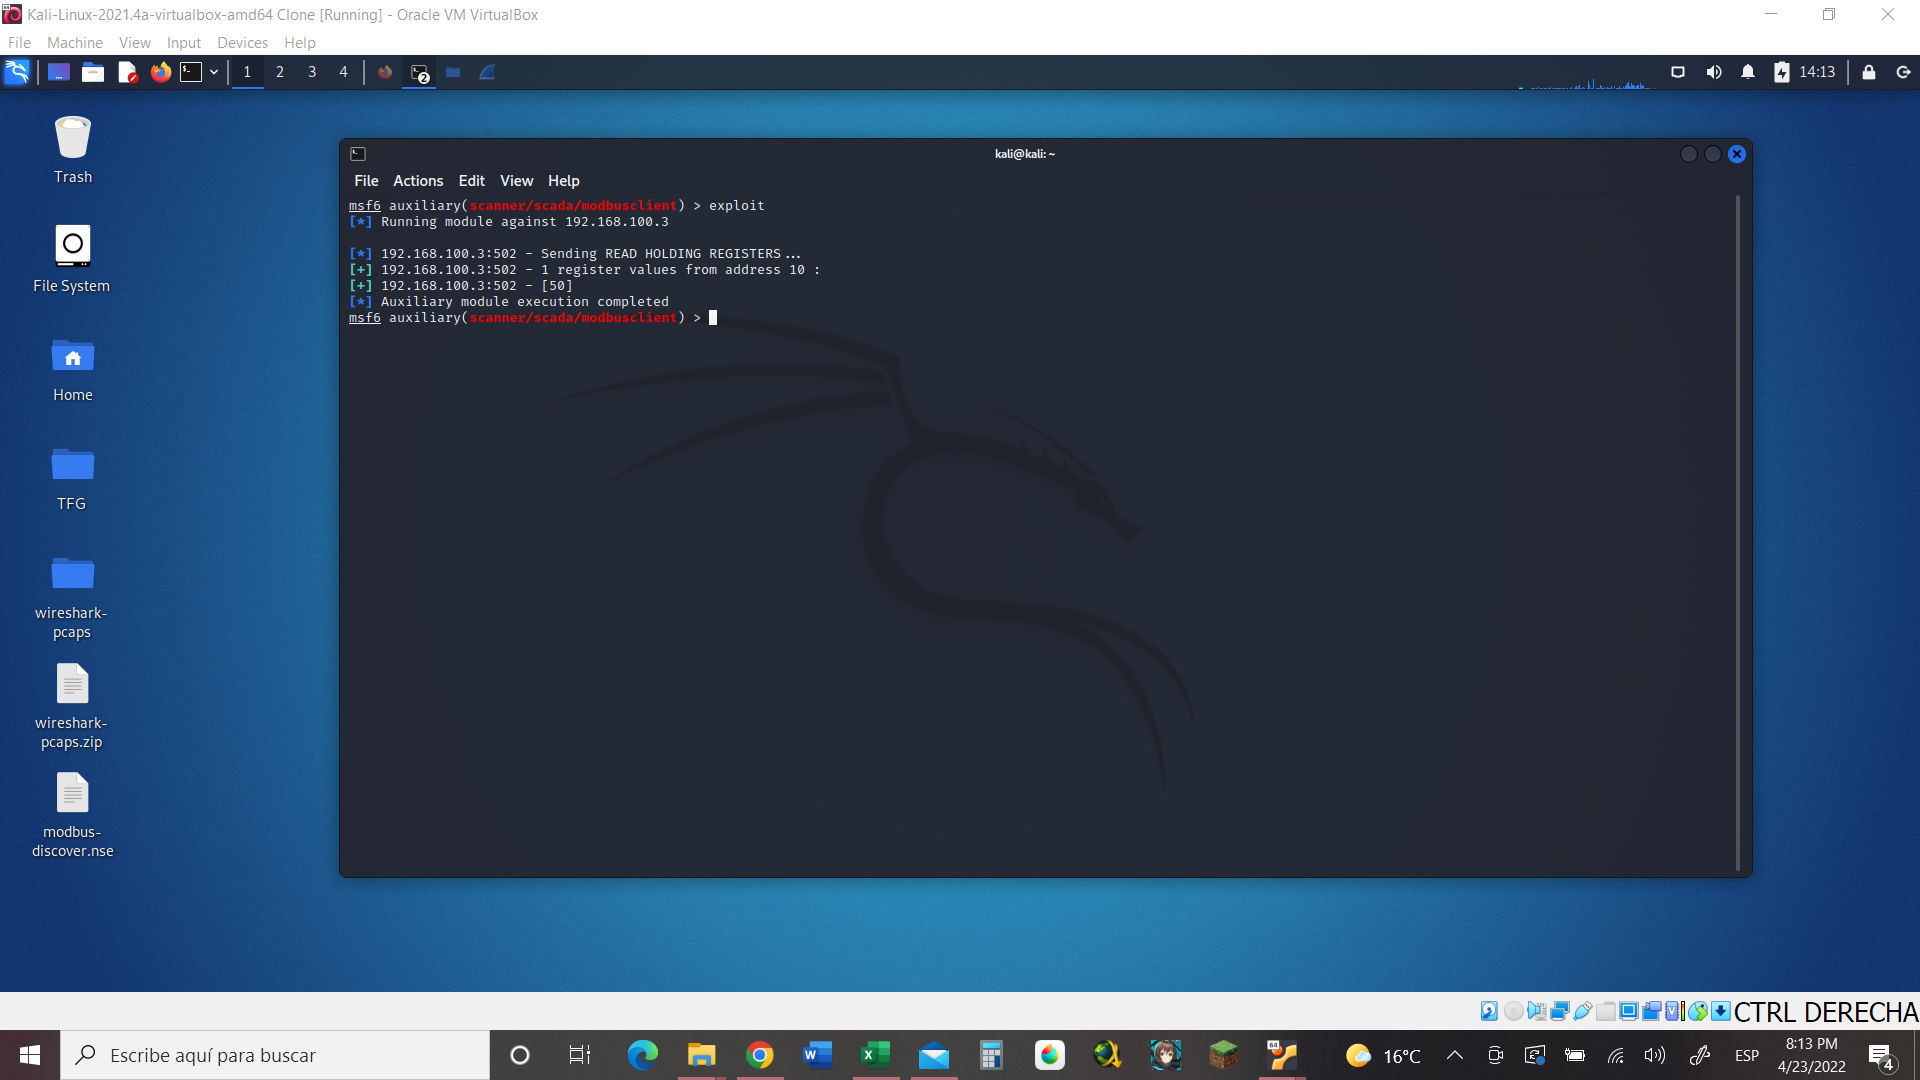 Kali-Linux-2021.4a-virtualbox-amd64 Clone [Running] - Oracle VM VirtualBox
File Machine View Input Devices Help
1 2 3 4
2
14:13
Trash
File System
Home
TFG
wireshark-
pcaps
wireshark-
pcaps.zip
modbus-
discover.nse
kali@kali: ~
File Actions Edit View Help
msf6 auxiliary(scanner/scada/modbusclient) > exploit
[*] Running module against 192.168.100.3
[*] 192.168.100.3:502 - Sending READ HOLDING REGISTERS...
[+] 192.168.100.3:502 - 1 register values from address 10 :
[+] 192.168.100.3:502 - [50]
[*] Auxiliary module execution completed
msf6 auxiliary(scanner/scada/modbusclient) >
CTRL DERECHA
Escribe aquí para buscar
64
16°C
ESP
8:13 PM
4/23/2022
4